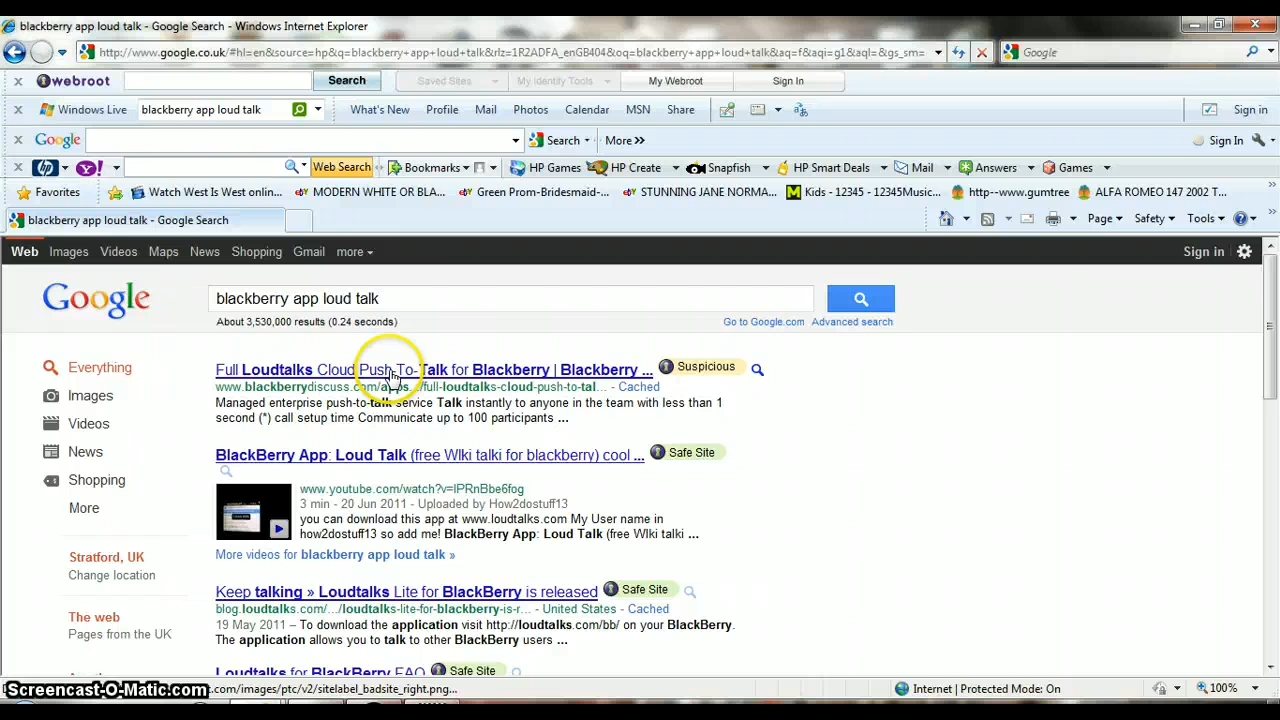 blackberry app loud talk - Google Search - Windows Internet Explorer
http://www.google.co.uk/#hl=en&source=hp&q=blackberry+app+loud+talk&rlz=1R2ADFA_enGB404&oq=blackberry+app+loud+talk&aq=f&aqi=g1&aql=&gs_sm=
Google
webroot Search Saved Sites My Identity Tools My Webroot Sign In
Windows Live blackberry app loud talk What's New Profile Mail Photos Calendar MSN Share Sign in
Google Search More >> Sign In
Web Search Bookmarks HP Games HP Create Snapfish HP Smart Deals Mail Answers Games
Favorites Watch West Is West onlin... MODERN WHITE OR BLA... Green Prom-Bridesmaid-... STUNNING JANE NORMA... Kids - 12345 - 12345Music... http--www.gumtree ALFA ROMEO 147 2002 T...
blackberry app loud talk - Google Search Page Safety Tools
Web Images Videos Maps News Shopping Gmail more Sign in
Google blackberry app loud talk
About 3,530,000 results (0.24 seconds) Go to Google.com Advanced search
Everything
Images
Videos
News
Shopping
More
Stratford, UK
Change location
The web
Pages from the UK
Full Loudtalks Cloud Push-To-Talk for Blackberry | Blackberry ... Suspicious
www.blackberrydiscuss.com/apps.../full-loudtalks-cloud-push-to-tal... - Cached
Managed enterprise push-to-talk service Talk instantly to anyone in the team with less than 1
second (*) call setup time Communicate up to 100 participants ...
BlackBerry App: Loud Talk (free WIki talki for blackberry) cool ... Safe Site
www.youtube.com/watch?v=IPRnBbe6fog
3 min - 20 Jun 2011 - Uploaded by How2dostuff13
you can download this app at www.loudtalks.com My User name in
how2dostuff13 so add me! BlackBerry App: Loud Talk (free WIki talki ...
More videos for blackberry app loud talk »
Keep talking » Loudtalks Lite for BlackBerry is released Safe Site
blog.loudtalks.com/.../loudtalks-lite-for-blackberry-is-r... - United States - Cached
19 May 2011 – To download the application visit http://loudtalks.com/bb/ on your BlackBerry.
The application allows you to talk to other BlackBerry users ...
Loudtalks for BlackBerry FAQ Safe Site
Screencast-O-Matic.com .com/images/ptc/v2/sitelabel_badsite_right.png... Internet | Protected Mode: On 100%